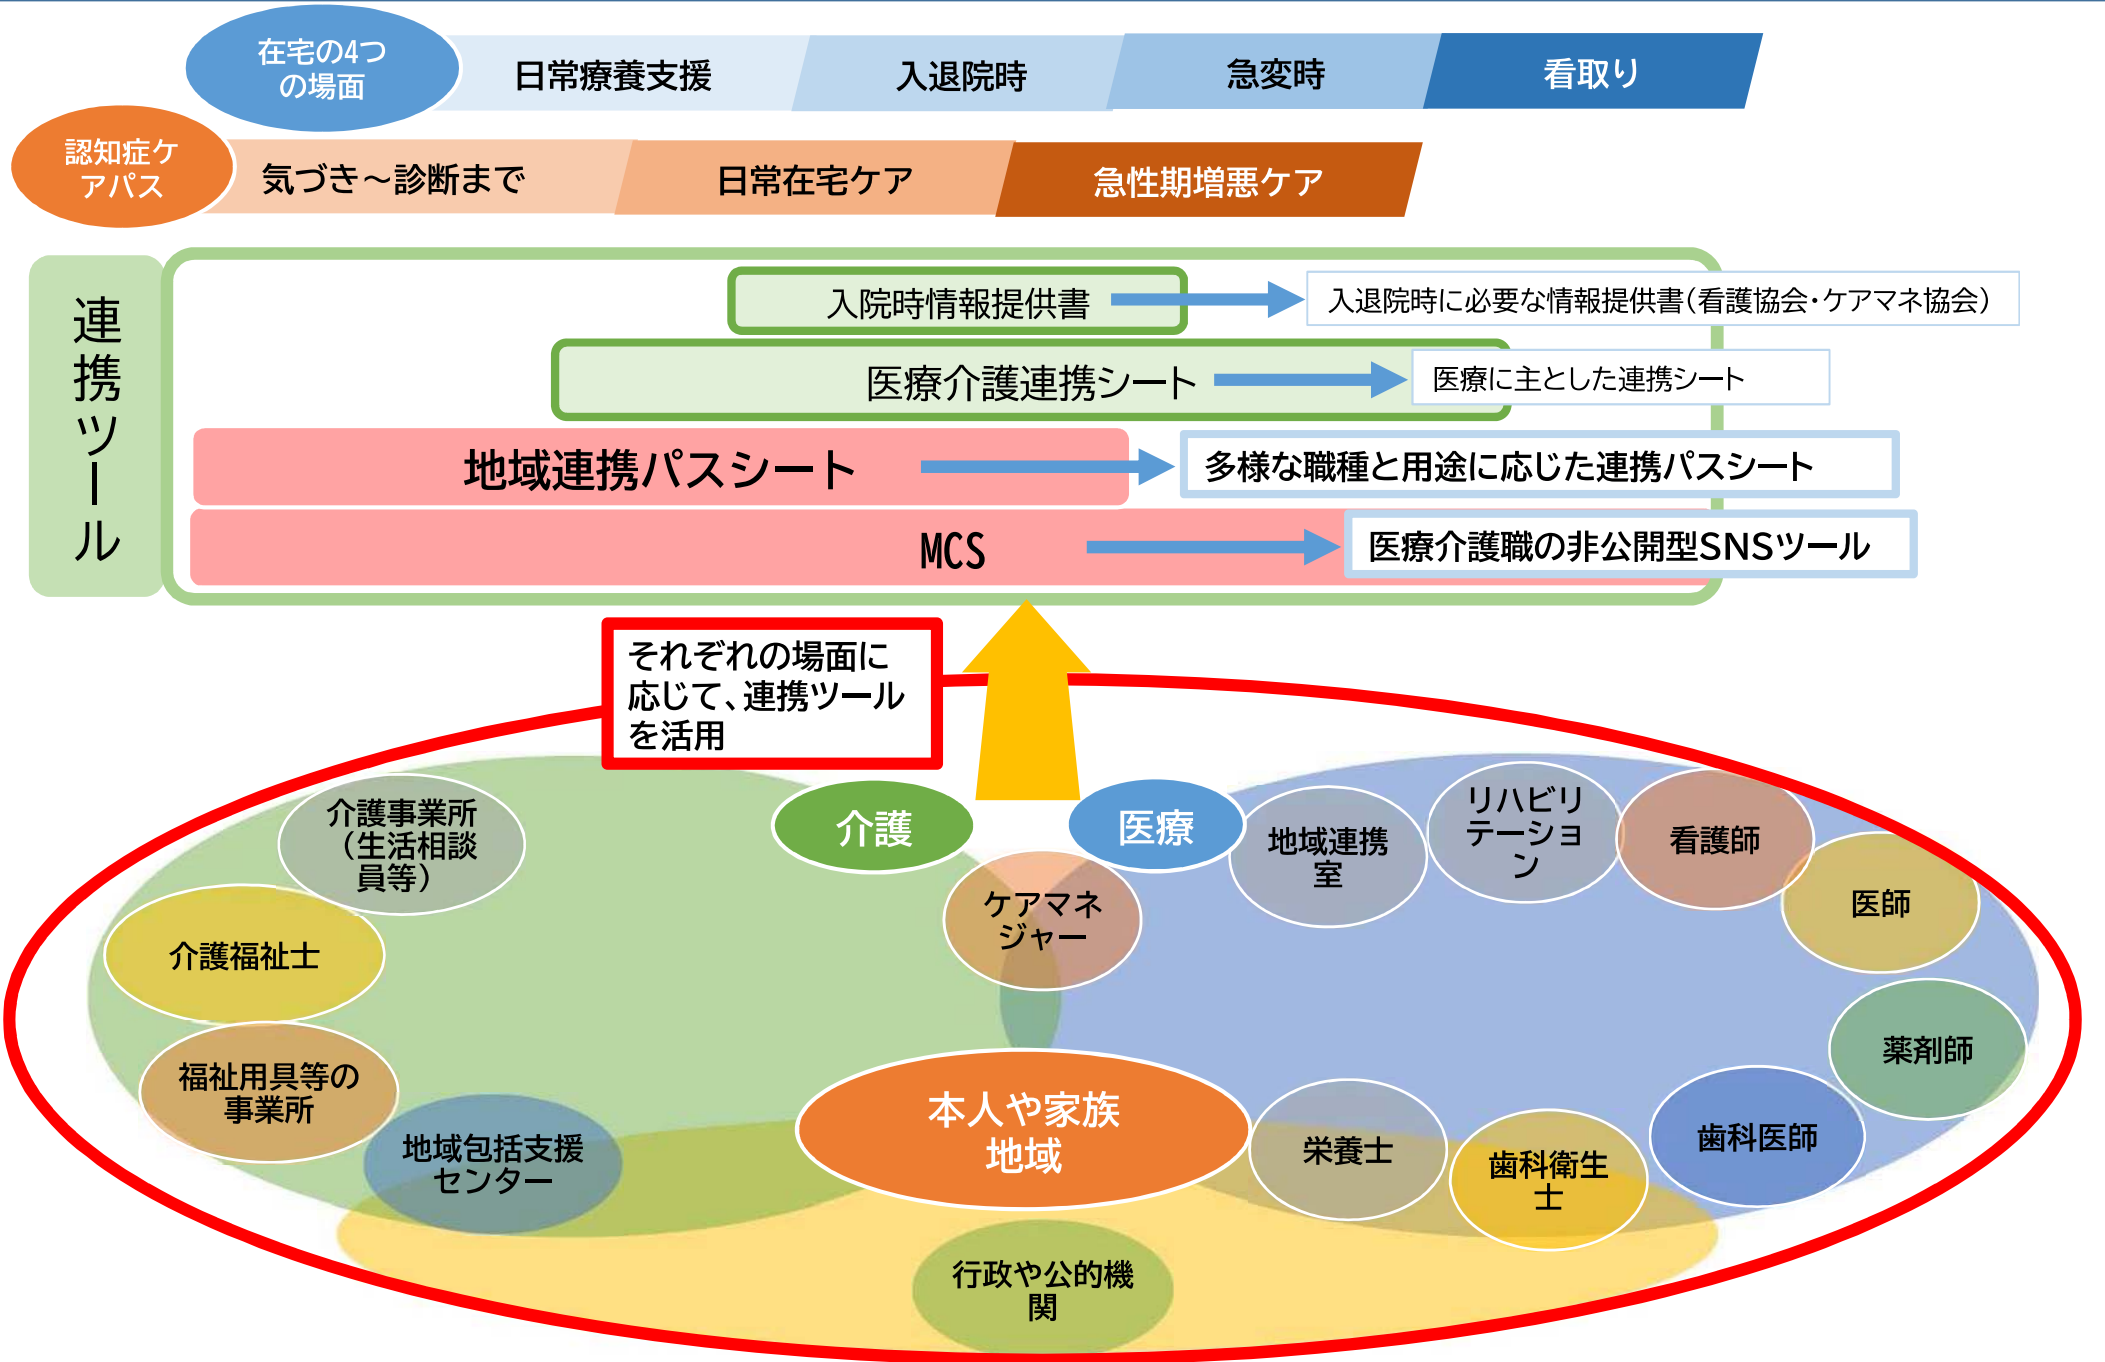 在宅の4つ
の場面
日常療養支援
入退院時
急変時
看取り
認知症ケ
アパス
気づき～診断まで
日常在宅ケア
急性期増悪ケア
連携ツール
入院時情報提供書
入退院時に必要な情報提供書（看護協会・ケアマネ協会）
医療介護連携シート
医療に主とした連携シート
地域連携パスシート
多様な職種と用途に応じた連携パスシート
MCS
医療介護職の非公開型SNSツール
それぞれの場面に
応じて、連携ツール
を活用
介護
医療
介護事業所
（生活相談
員等）
介護福祉士
福祉用具等の
事業所
地域包括支援
センター
ケアマネ
ジャー
地域連携
室
リハビリ
テーショ
ン
看護師
医師
薬剤師
歯科医師
歯科衛生
士
栄養士
本人や家族
地域
行政や公的機
関